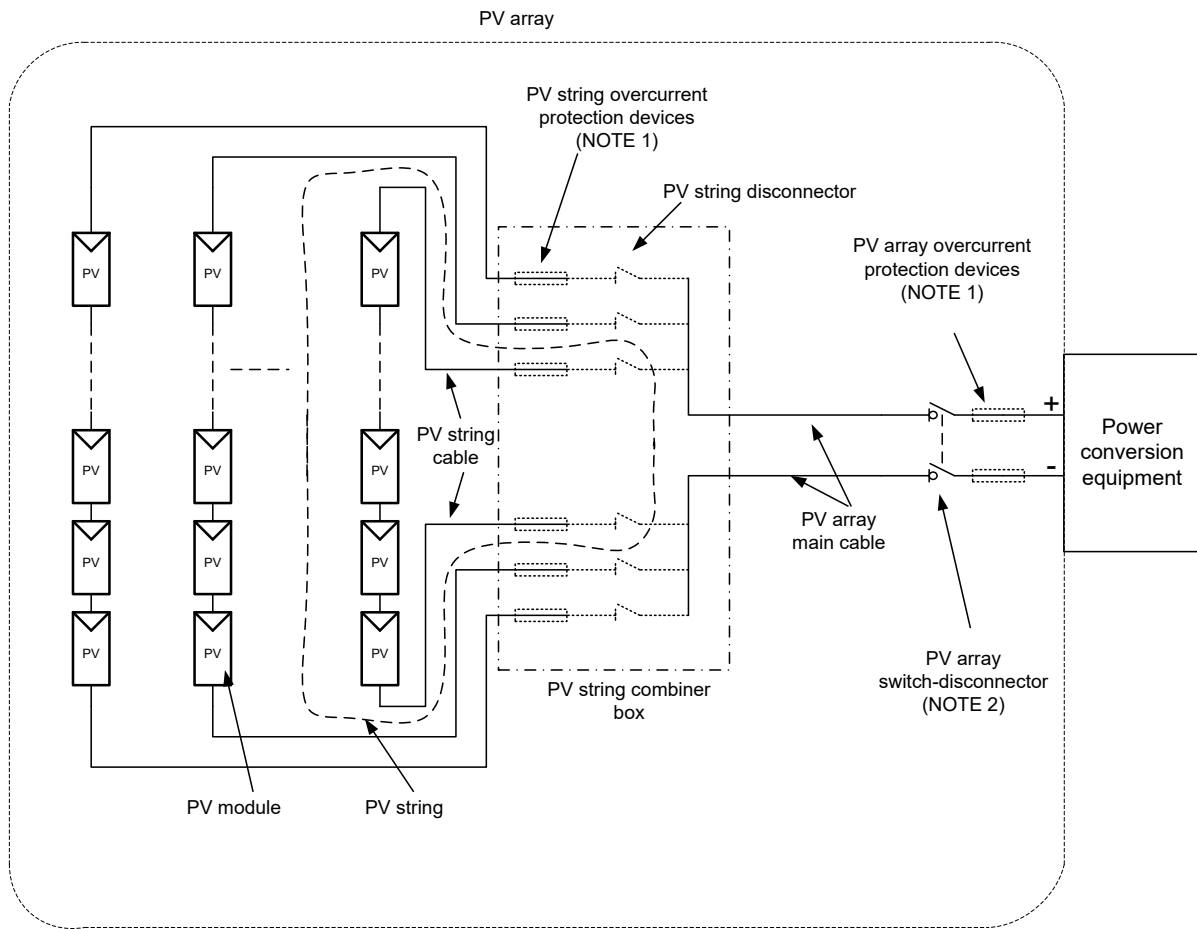 PV array
PV string overcurrent
protection devices
(NOTE 1)
PV string disconnector
PV array overcurrent
protection devices
(NOTE 1)
PV
PV
PV
PV string
cable
+
-
Power
conversion
equipment
PV
PV
PV
PV array
main cable
PV
PV
PV
PV
PV
PV
PV string combiner
box
PV array
switch-disconnector
(NOTE 2)
PV module
PV string